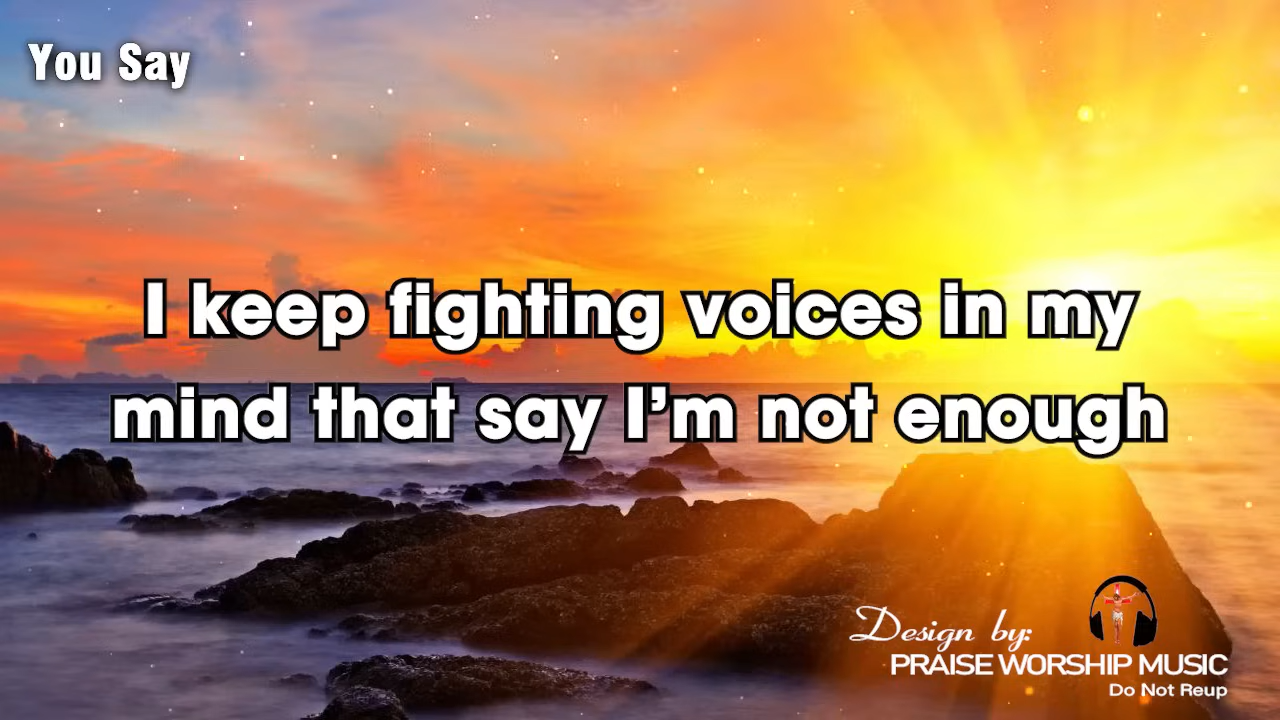 You Say
I keep fighting voices in my
mind that say I'm not enough
Design by:
PRAISE WORSHIP MUSIC
Do Not Reup